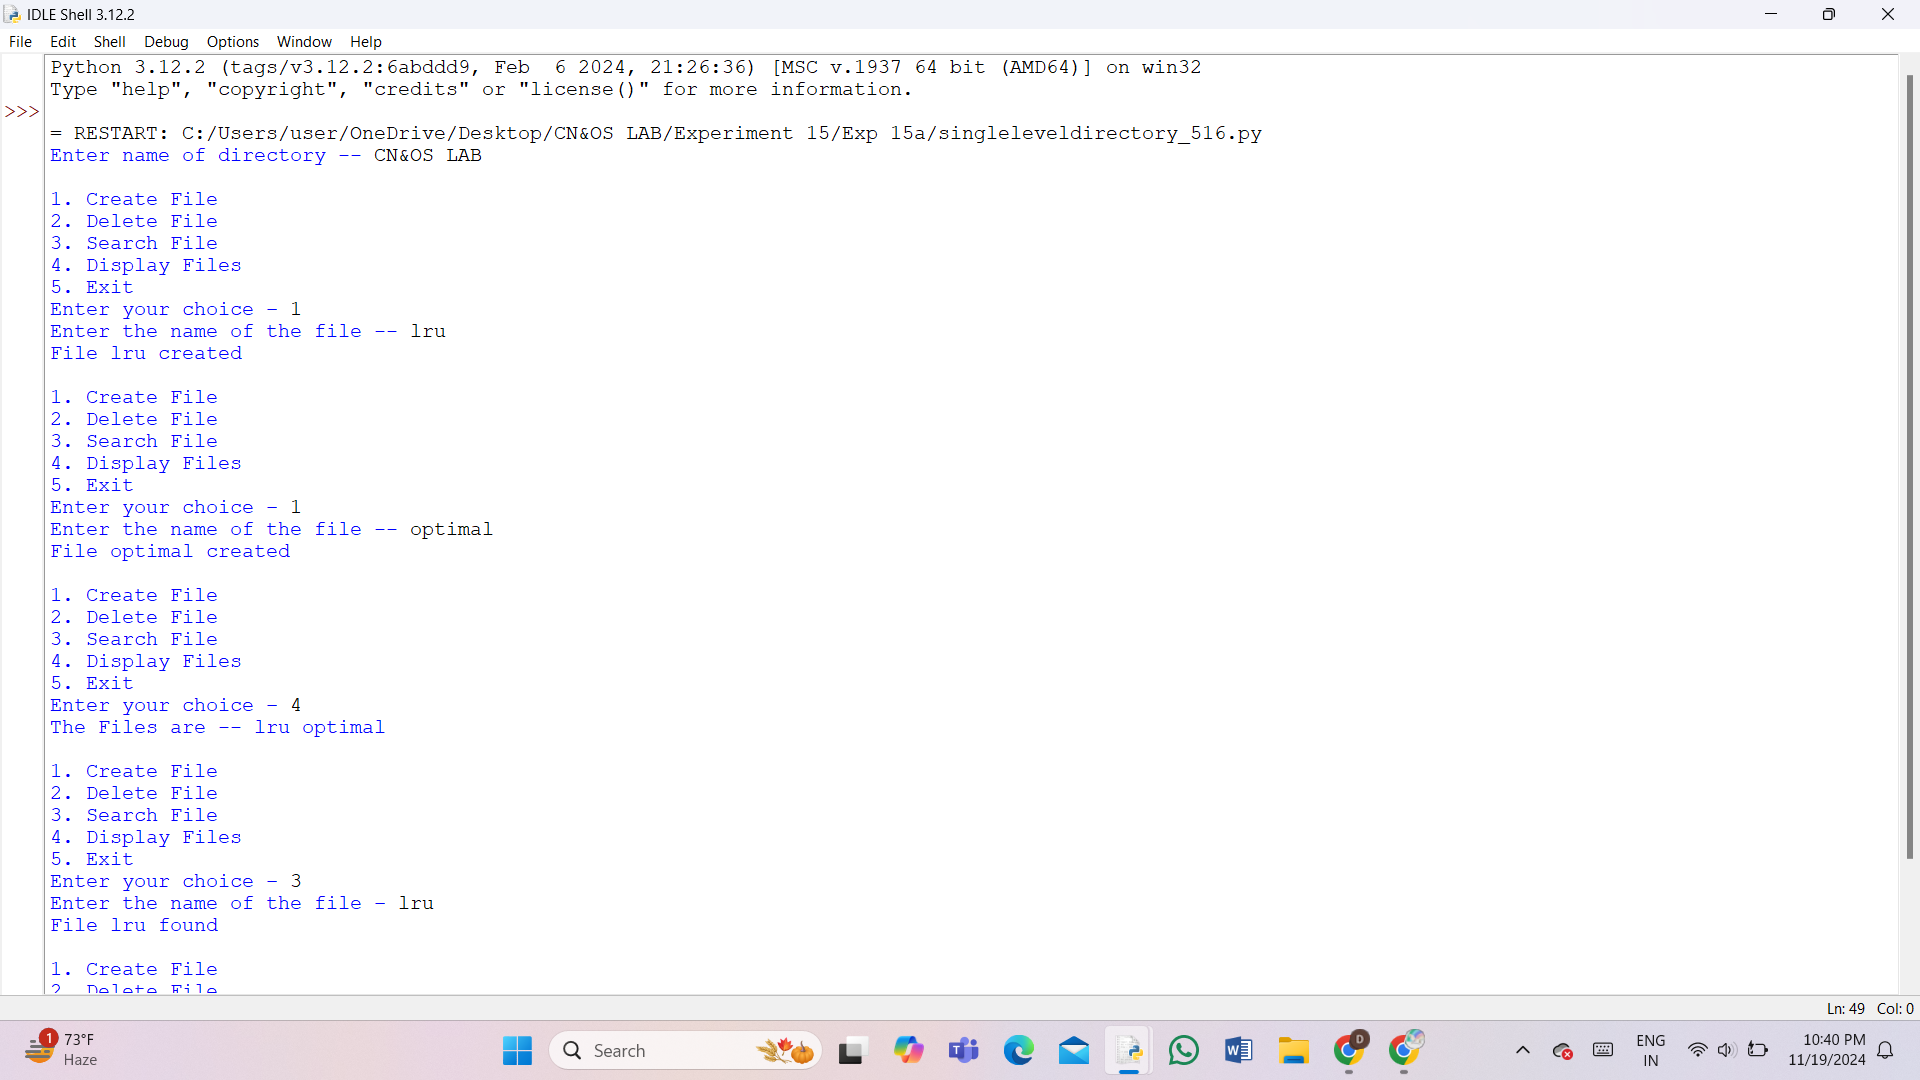 IDLE Shell 3.12.2
File Edit Shell Debug Options Window Help
Python 3.12.2 (tags/v3.12.2:6abddd9, Feb  6 2024, 21:26:36) [MSC v.1937 64 bit (AMD64)] on win32
Type "help", "copyright", "credits" or "license()" for more information.
>>>
= RESTART: C:/Users/user/OneDrive/Desktop/CN&OS LAB/Experiment 15/Exp 15a/singleleveldirectory_516.py
Enter name of directory -- CN&OS LAB
1. Create File
2. Delete File
3. Search File
4. Display Files
5. Exit
Enter your choice - 1
Enter the name of the file -- lru
File lru created
1. Create File
2. Delete File
3. Search File
4. Display Files
5. Exit
Enter your choice - 1
Enter the name of the file -- optimal
File optimal created
1. Create File
2. Delete File
3. Search File
4. Display Files
5. Exit
Enter your choice - 4
The Files are -- lru optimal
1. Create File
2. Delete File
3. Search File
4. Display Files
5. Exit
Enter your choice - 3
Enter the name of the file - lru
File lru found
1. Create File
2. Delete File
Ln: 49 Col: 0
1
73°F
Haze
Search
D
ENG
IN
10:40 PM
11/19/2024